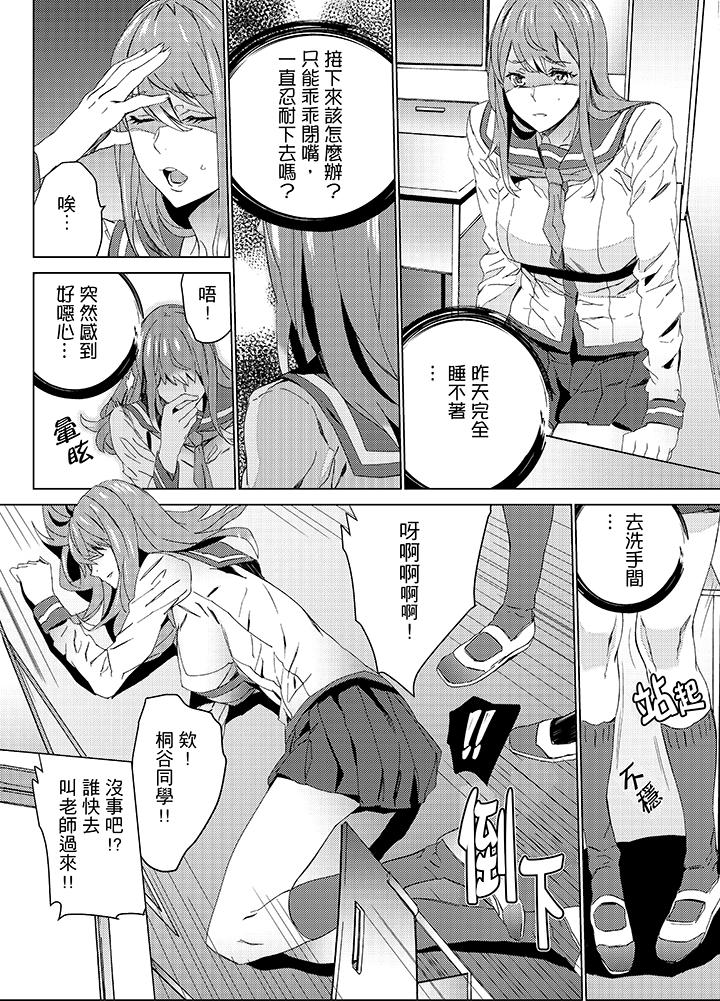 昨天完全
睡不著
…
接下來該怎麼辦？
只能乖乖閉嘴，
一直忍耐下去嗎？
唉…
唔！
突然感到
好噁心…
暈眩
去洗手間
…
站起
不穩
呀啊啊啊啊！
!!
倒下
欸！
桐谷同學!!
沒事吧!?
誰快去
叫老師過來!!